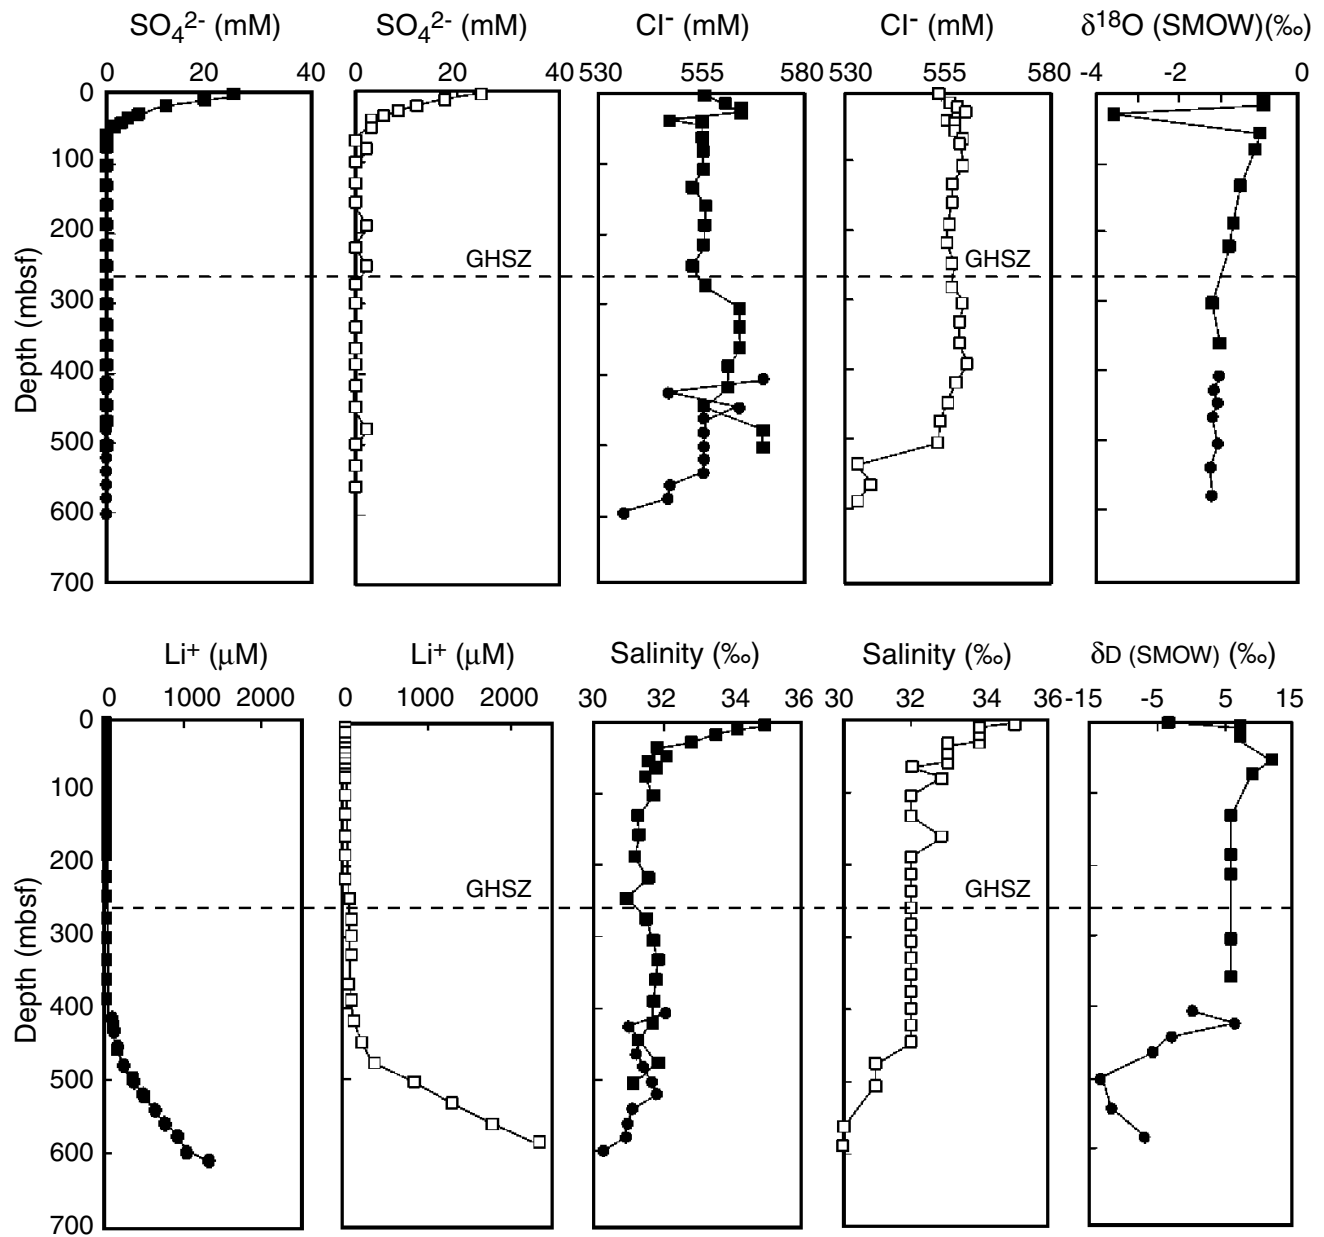 SO₄²⁻ (mM) SO₄²⁻ (mM) Cl⁻ (mM) Cl⁻ (mM) δ¹⁸O (SMOW)(‰)
0 20 40 0 20 40 530 555 580 530 555 580 -4 -2 0
0
100
200
GHSZ GHSZ
300
400
500
600
700
Depth (mbsf)
Li⁺ (μM) Li⁺ (μM) Salinity (‰) Salinity (‰) δD (SMOW) (‰)
0 1000 2000 0 1000 2000 30 32 34 36 30 32 34 36 -15 -5 5 15
0
100
200
GHSZ GHSZ
300
400
500
600
700
Depth (mbsf)